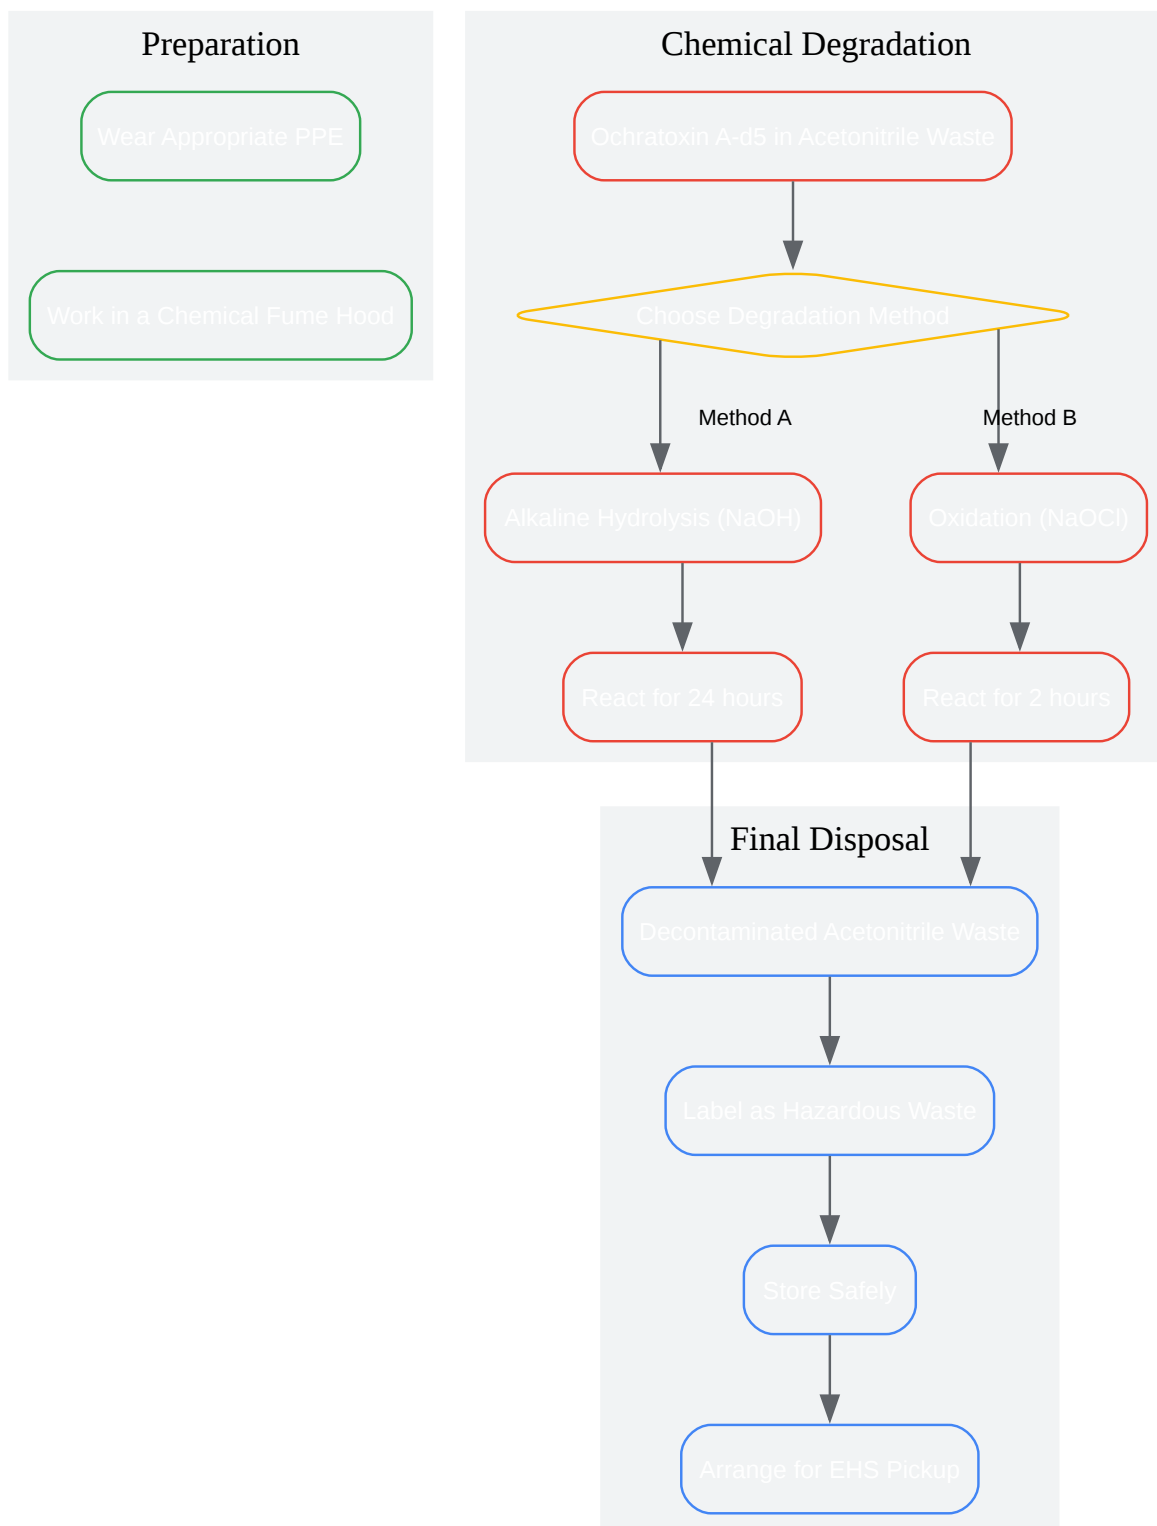 Preparation
Wear Appropriate PPE
Work in a Chemical Fume Hood
Chemical Degradation
Ochratoxin A-d5 in Acetonitrile Waste
Choose Degradation Method
Method A
Method B
Alkaline Hydrolysis (NaOH)
Oxidation (NaOCl)
React for 24 hours
React for 2 hours
Final Disposal
Decontaminated Acetonitrile Waste
Label as Hazardous Waste
Store Safely
Arrange for EHS Pickup